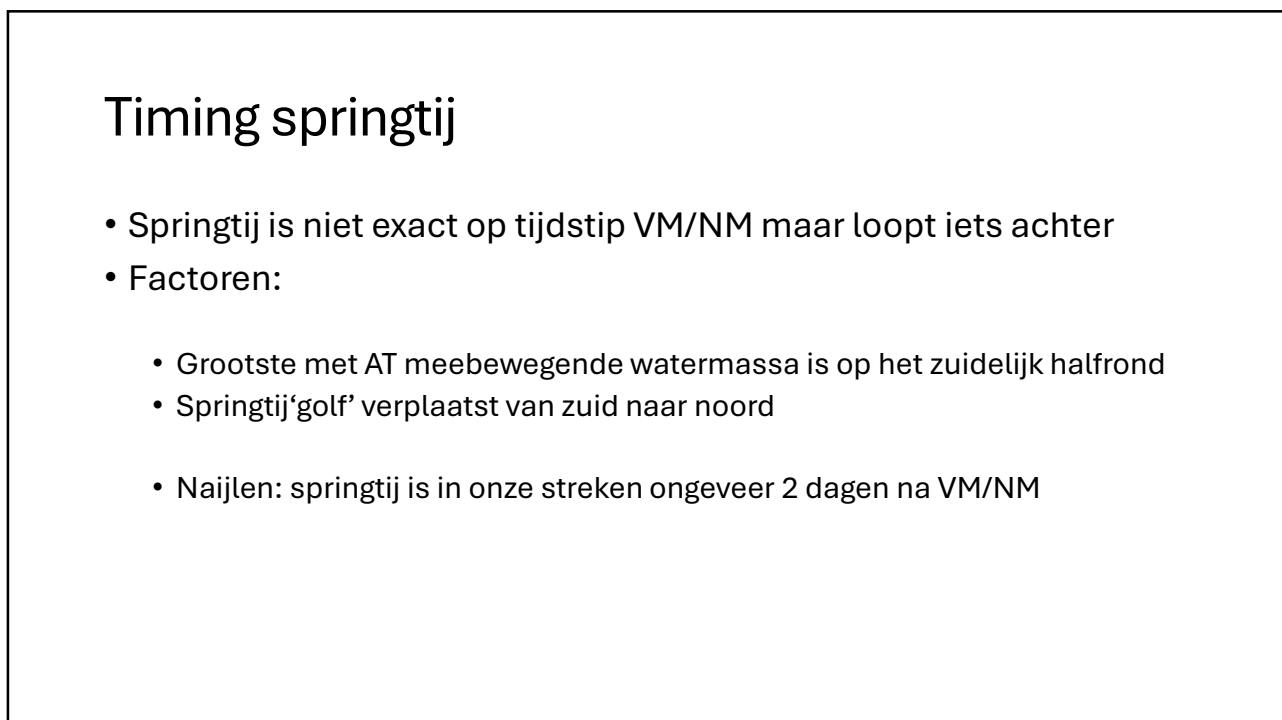 Timing springtij
• Springtij is niet exact op tijdstip VM/NM maar loopt iets achter
• Factoren:
• Grootste met AT meebewegende watermassa is op het zuidelijk halfrond
• Springtij‘golf’ verplaatst van zuid naar noord
• Naijlen: springtij is in onze streken ongeveer 2 dagen na VM/NM